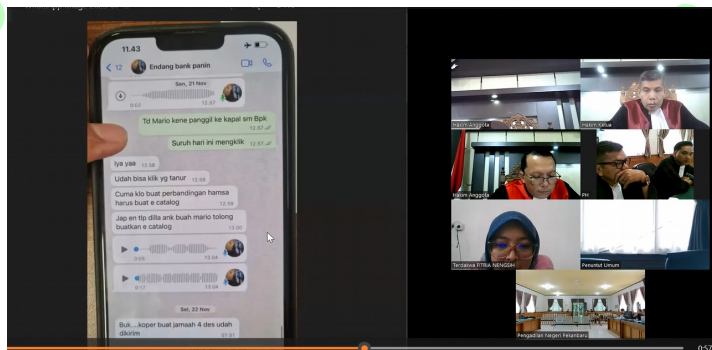 11.43
12
Endang bank panin
Sen, 21 Nov
0:02
12.57
Td Mario kene panggil ke kapal sm Bpk
12.57
Suruh hari ini mengklik
12.57
Iya yaa
12.58
Udah bisa klik yg tanur
12.58
Cuma klo buat perbandingan hamsa
harus buat e catalog
12.59
Jap en tlp dilla ank buah mario tolong
buatkan e catalog
13.00
0:05
13.04
0:17
13.04
Sel, 22 Nov
Buk....koper buat jamaah 4 des udah
dikirim
Hakim Anggota
Hakim Ketua
Hakim Anggota
PH
Terdakwa FITRIA NENGSIH
Penuntut Umum
Pengadilan Negeri Pekanbaru
0:57